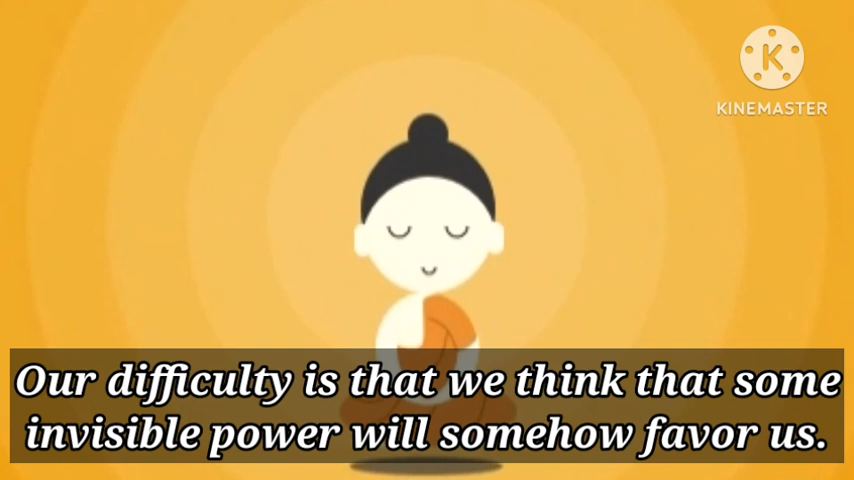 K
KINEMASTER
Our difficulty is that we think that some
invisible power will somehow favor us.